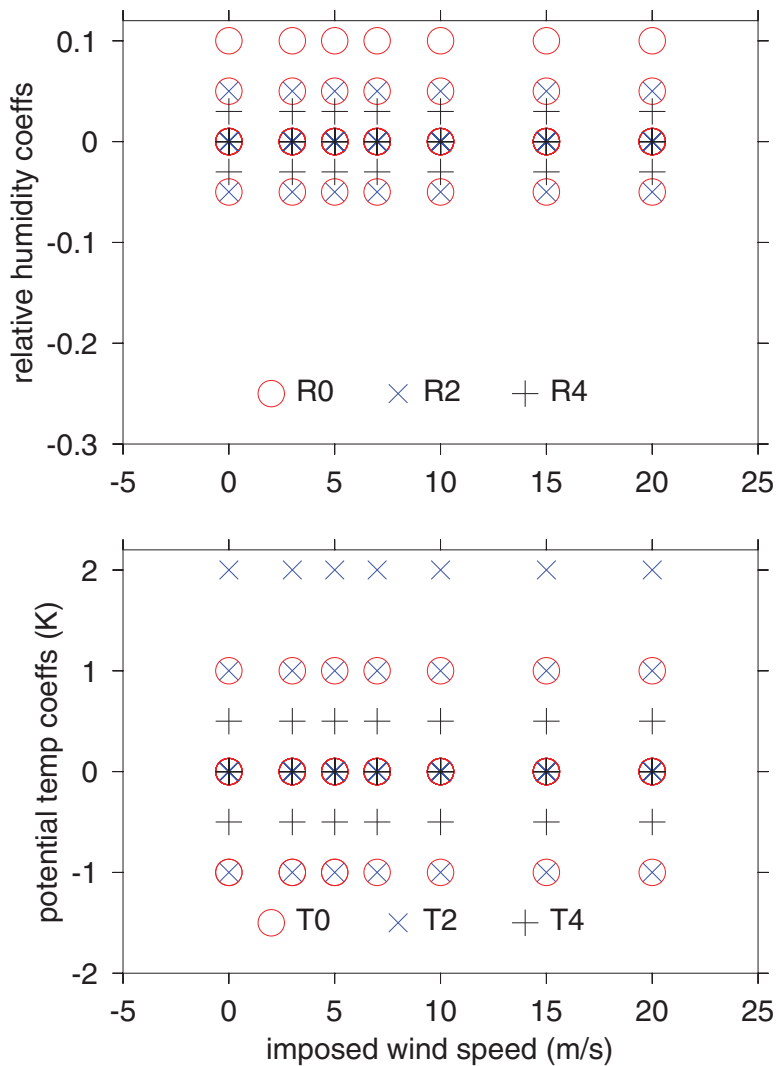 0.1
0
-0.1
-0.2
-0.3
relative humidity coeffs
R0 R2 R4
-5 0 5 10 15 20 25
2
1
0
-1
-2
potential temp coeffs (K)
T0 T2 T4
-5 0 5 10 15 20 25
imposed wind speed (m/s)